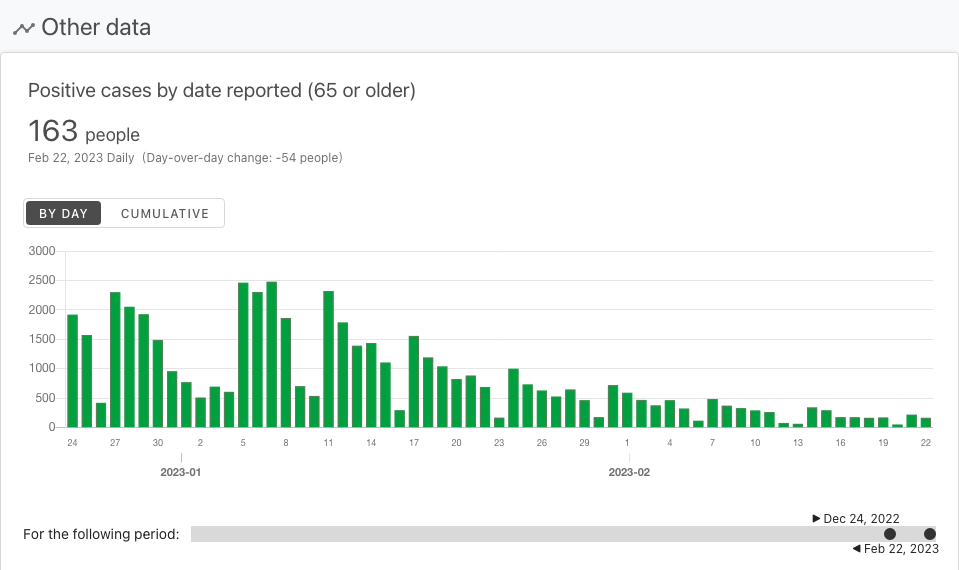 Other data
Positive cases by date reported (65 or older)
163 people
Feb 22, 2023 Daily (Day-over-day change: -54 people)
BY DAY CUMULATIVE
3000
2500
2000
1500
1000
500
0
24 27 30 2 5 8 11 14 17 20 23 26 29 1 4 7 10 13 16 19 22
2023-01 2023-02
▶ Dec 24, 2022
For the following period:
◀ Feb 22, 2023